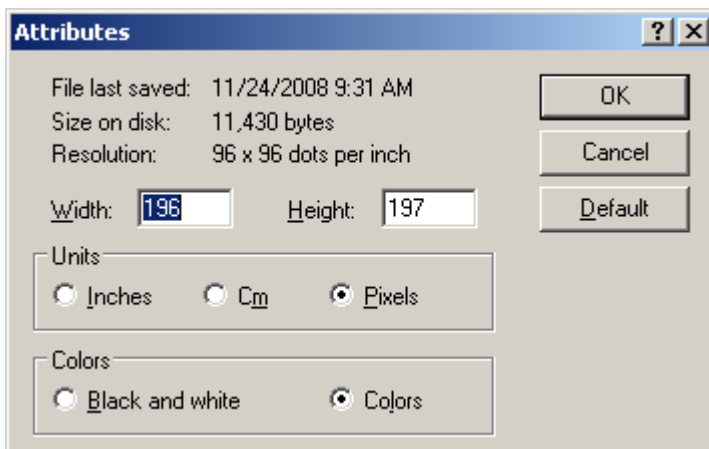 Attributes
File last saved: 11/24/2008 9:31 AM
Size on disk: 11,430 bytes
Resolution: 96 x 96 dots per inch
Width: 196 Height: 197
OK
Cancel
Default
Units
Inches Cm Pixels
Colors
Black and white Colors